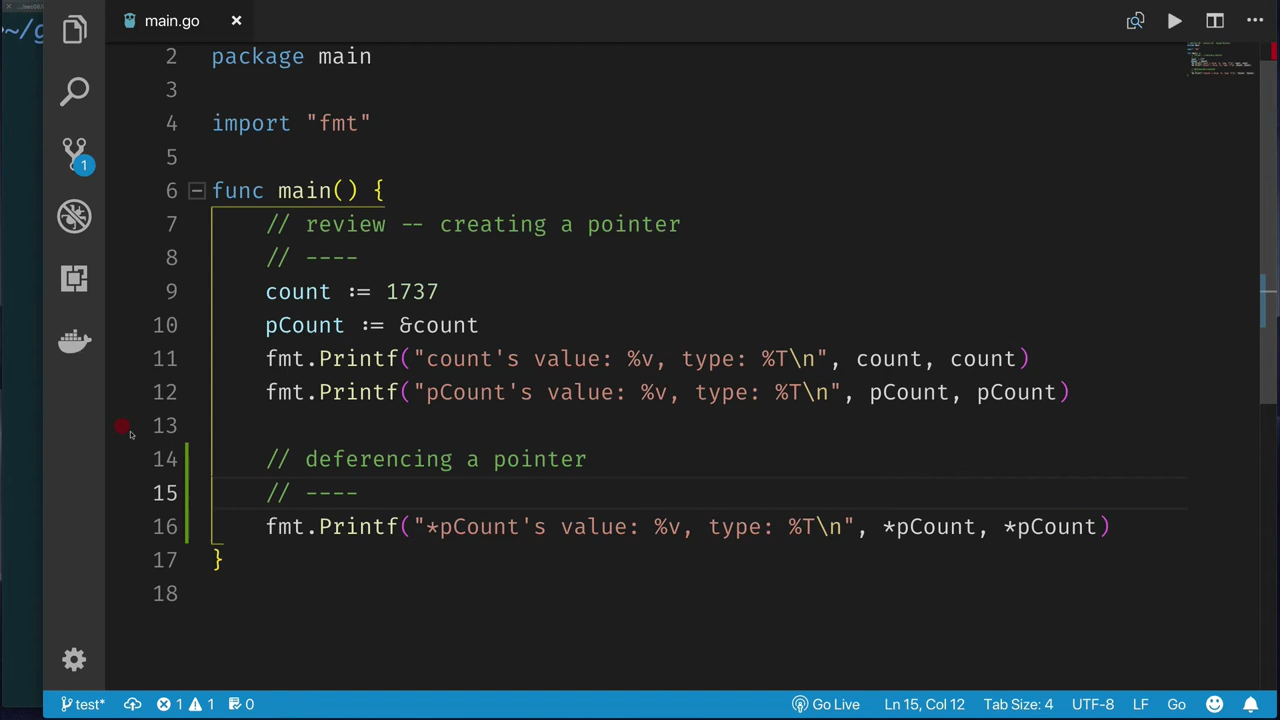 ~/g
main.go
2 package main
3
4 import "fmt"
5
6 func main() {
7 // review -- creating a pointer
8 // ----
9 count := 1737
10 pCount := &count
11 fmt.Printf("count's value: %v, type: %T\n", count, count)
12 fmt.Printf("pCount's value: %v, type: %T\n", pCount, pCount)
13
14 // deferencing a pointer
15 // ----
16 fmt.Printf("*pCount's value: %v, type: %T\n", *pCount, *pCount)
17 }
18
1
test* 1 1 0 Go Live Ln 15, Col 12 Tab Size: 4 UTF-8 LF Go